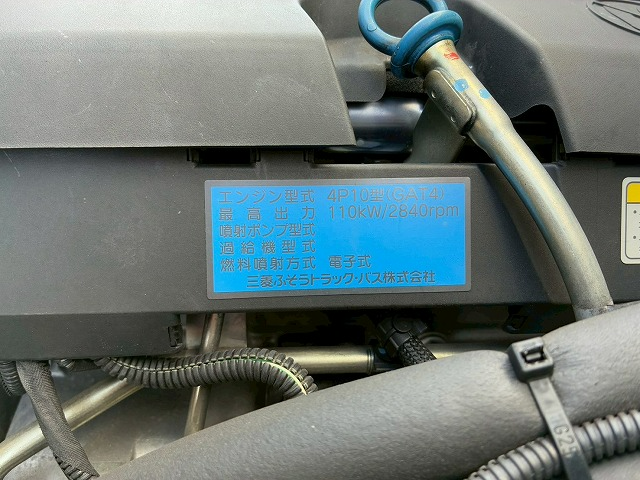 エンジン型式 4P10型(GAT4)
最高出力 110kW/2840rpm
噴射ポンプ型式
過給機型式
燃料噴射方式 電子式
三菱ふそうトラック・バス株式会社
G25